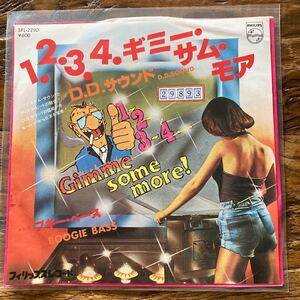 SFL-2290
¥600
PHILIPS
1.2.3.4.ギミー・サム・モア
D.D.サウンド
D.D.SOUND
29893
1
2
3
4
Gimme
some
more!
ブギー・ベース
BOOGIE BASS
フィリップス・レコード